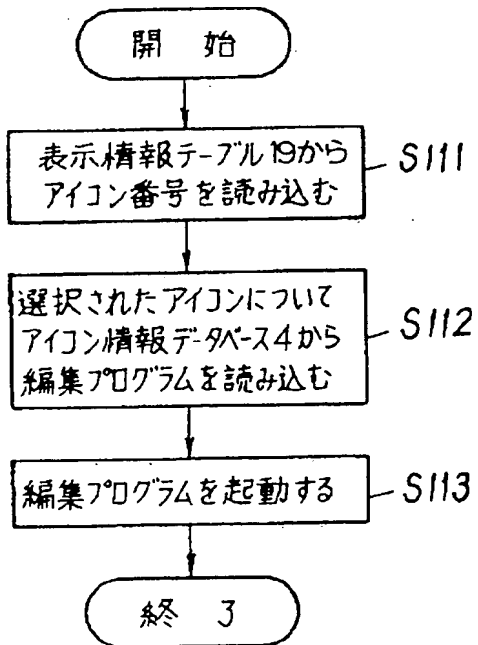 開 始
表示情報テーブル19から
アイコン番号を読み込む
S111
選択されたアイコンについて
アイコン情報データベース4から
編集プログラムを読み込む
S112
編集プログラムを起動する
S113
終 了